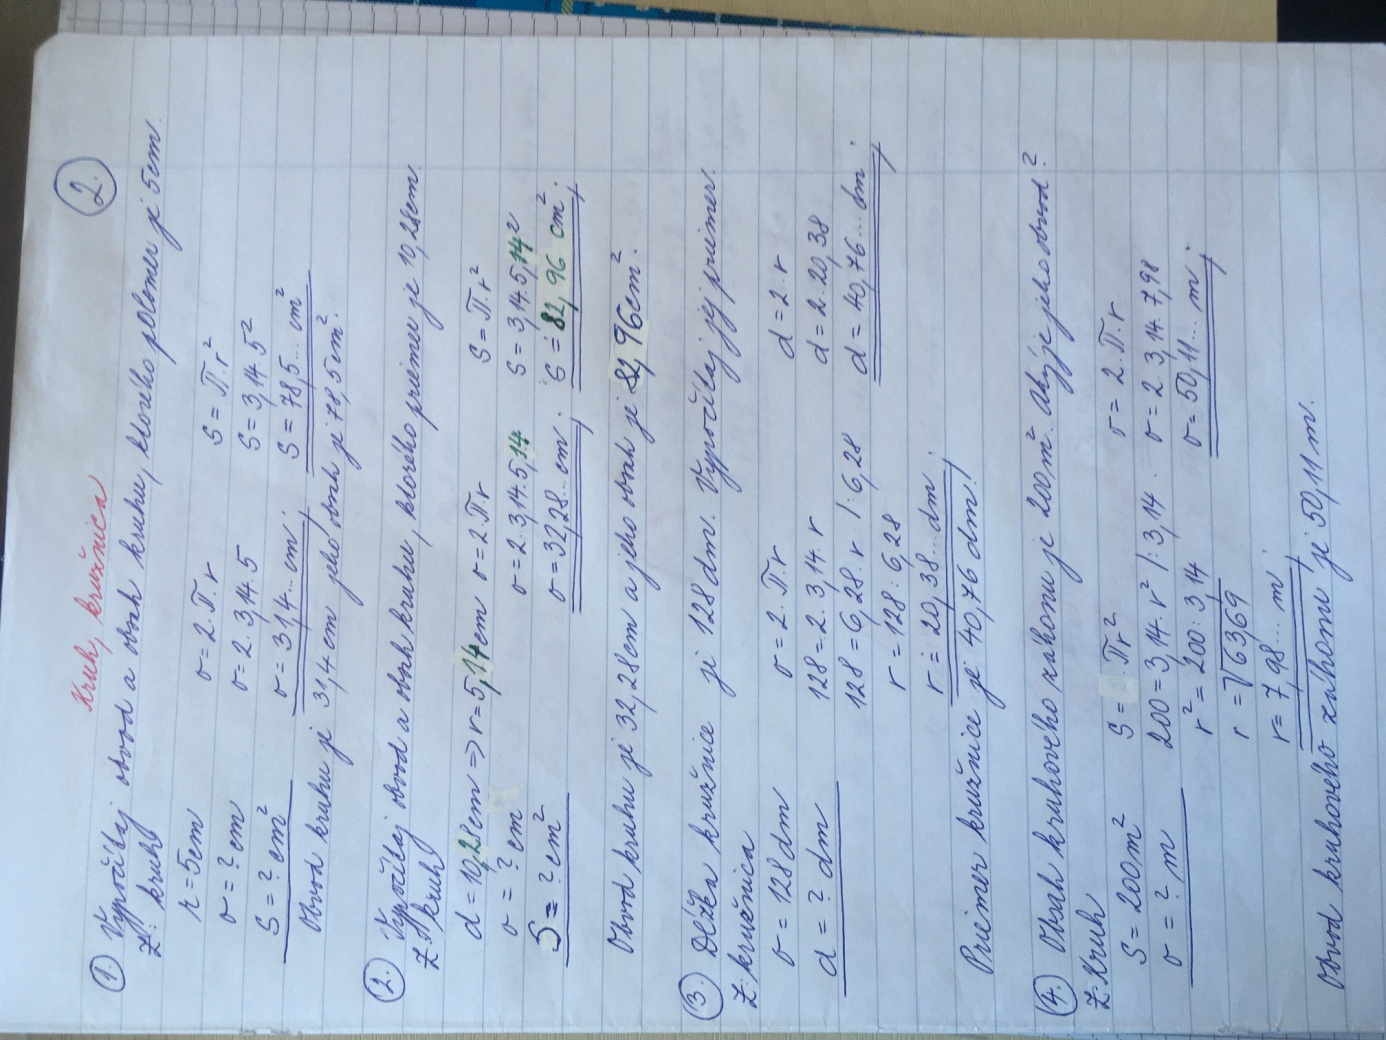 2.
Kruh, kružnica
1. Vypočítaj obvod a obsah kruhu, ktorého polomer je 5cm.
Z: kruh
r = 5cm
o = ? cm
S = ? cm²
o = 2.π.r
o = 2.3,14.5
o = 31,4... cm
S = π.r²
S = 3,14.5²
S = 78,5... cm²
Obvod kruhu je 31,4cm jeho obsah je 78,5cm².
2. Vypočítaj obvod a obsah kruhu, ktorého priemer je 10,28cm.
Z: kruh
d = 10,28cm => r = 5,14cm
o = ? cm
S = ? cm²
o = 2.π.r
o = 2.3,14.5,14
o = 32,28... cm
S = π.r²
S = 3,14.5,14²
S ≐ 82,96 cm²
Obvod kruhu je 32,28cm a jeho obsah je 82,96cm².
3. Dĺžka kružnice je 128dm. Vypočítaj jej priemer.
Z: kružnica
o = 128dm
d = ? dm
o = 2.π.r
128 = 2.3,14.r
128 = 6,28.r /:6,28
r = 128:6,28
r ≐ 20,38... dm
d = 2.r
d = 2.20,38
d = 40,76... dm
Priemer kružnice je 40,76dm.
4. Obsah kruhového záhonu je 200m². Aký je jeho obvod?
Z: Kruh
S = 200m²
o = ? m
S = πr²
200 = 3,14.r² /:3,14
r² = 200:3,14
r = √63,69
r = 7,98... m
o = 2.π.r
o = 2.3,14.7,98
o = 50,11... m
Obvod kruhového záhonu je 50,11m.